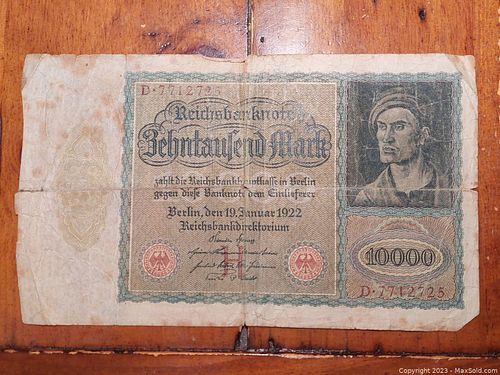 D·7712725
Reichsbanknote
Zehntausend Mark
zahlt die Reichsbankhauptkasse in Berlin
gegen diese Banknote dem Einlieferer
Berlin, den 19. Januar 1922
Reichsbankdirektorium
10000
D·7712725
Copyright 2023 - MaxSold.com